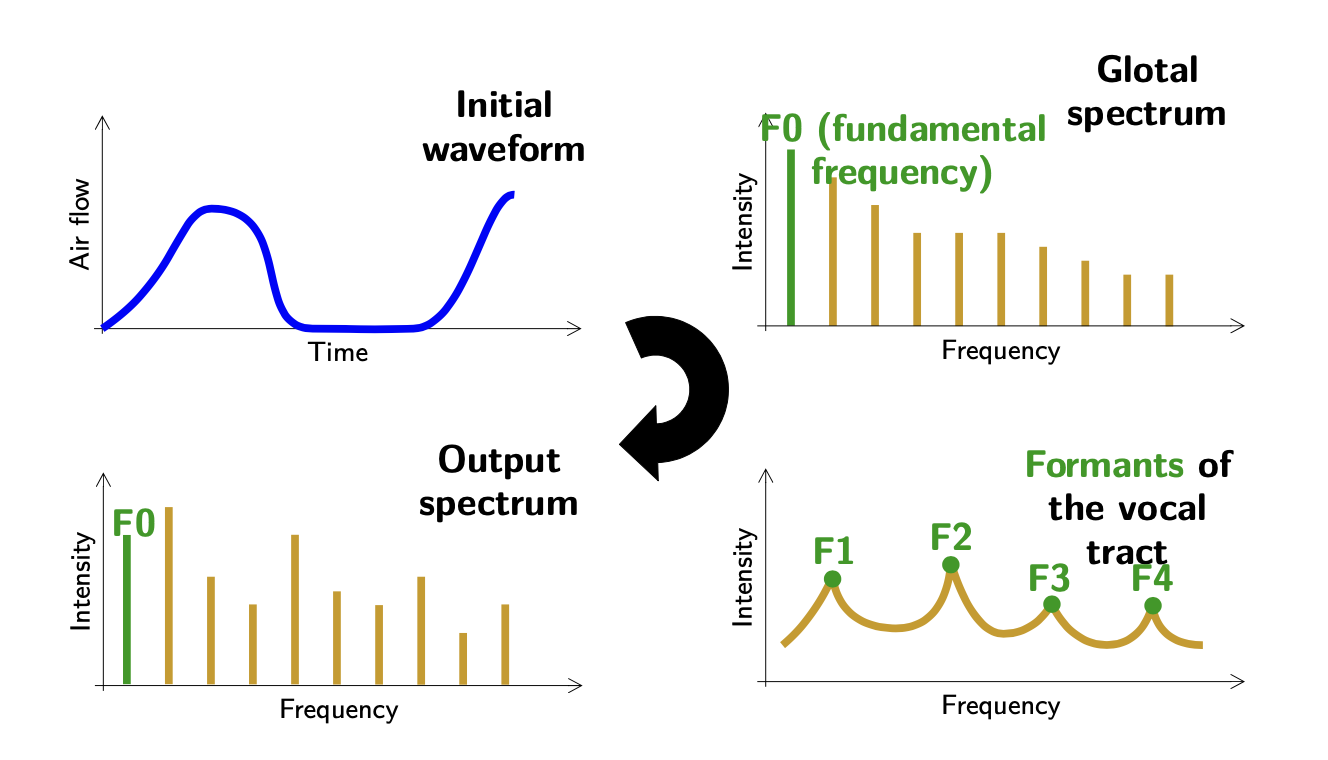 Initial
waveform
Air flow
Time
Glotal
spectrum
F0 (fundamental
frequency)
Intensity
Frequency
Output
spectrum
F0
Intensity
Frequency
Formants of
the vocal
tract
F1
F2
F3
F4
Intensity
Frequency